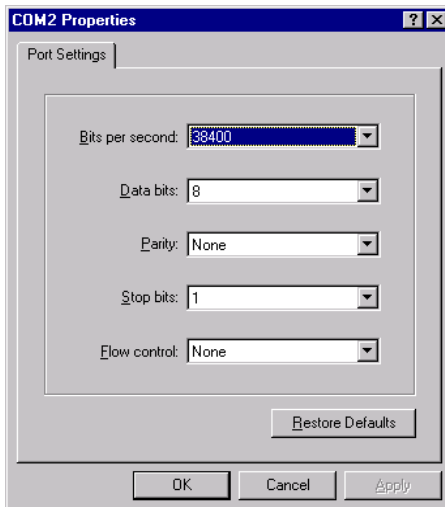 COM2 Properties
Port Settings
Bits per second: 38400
Data bits: 8
Parity: None
Stop bits: 1
Flow control: None
Restore Defaults
OK Cancel Apply